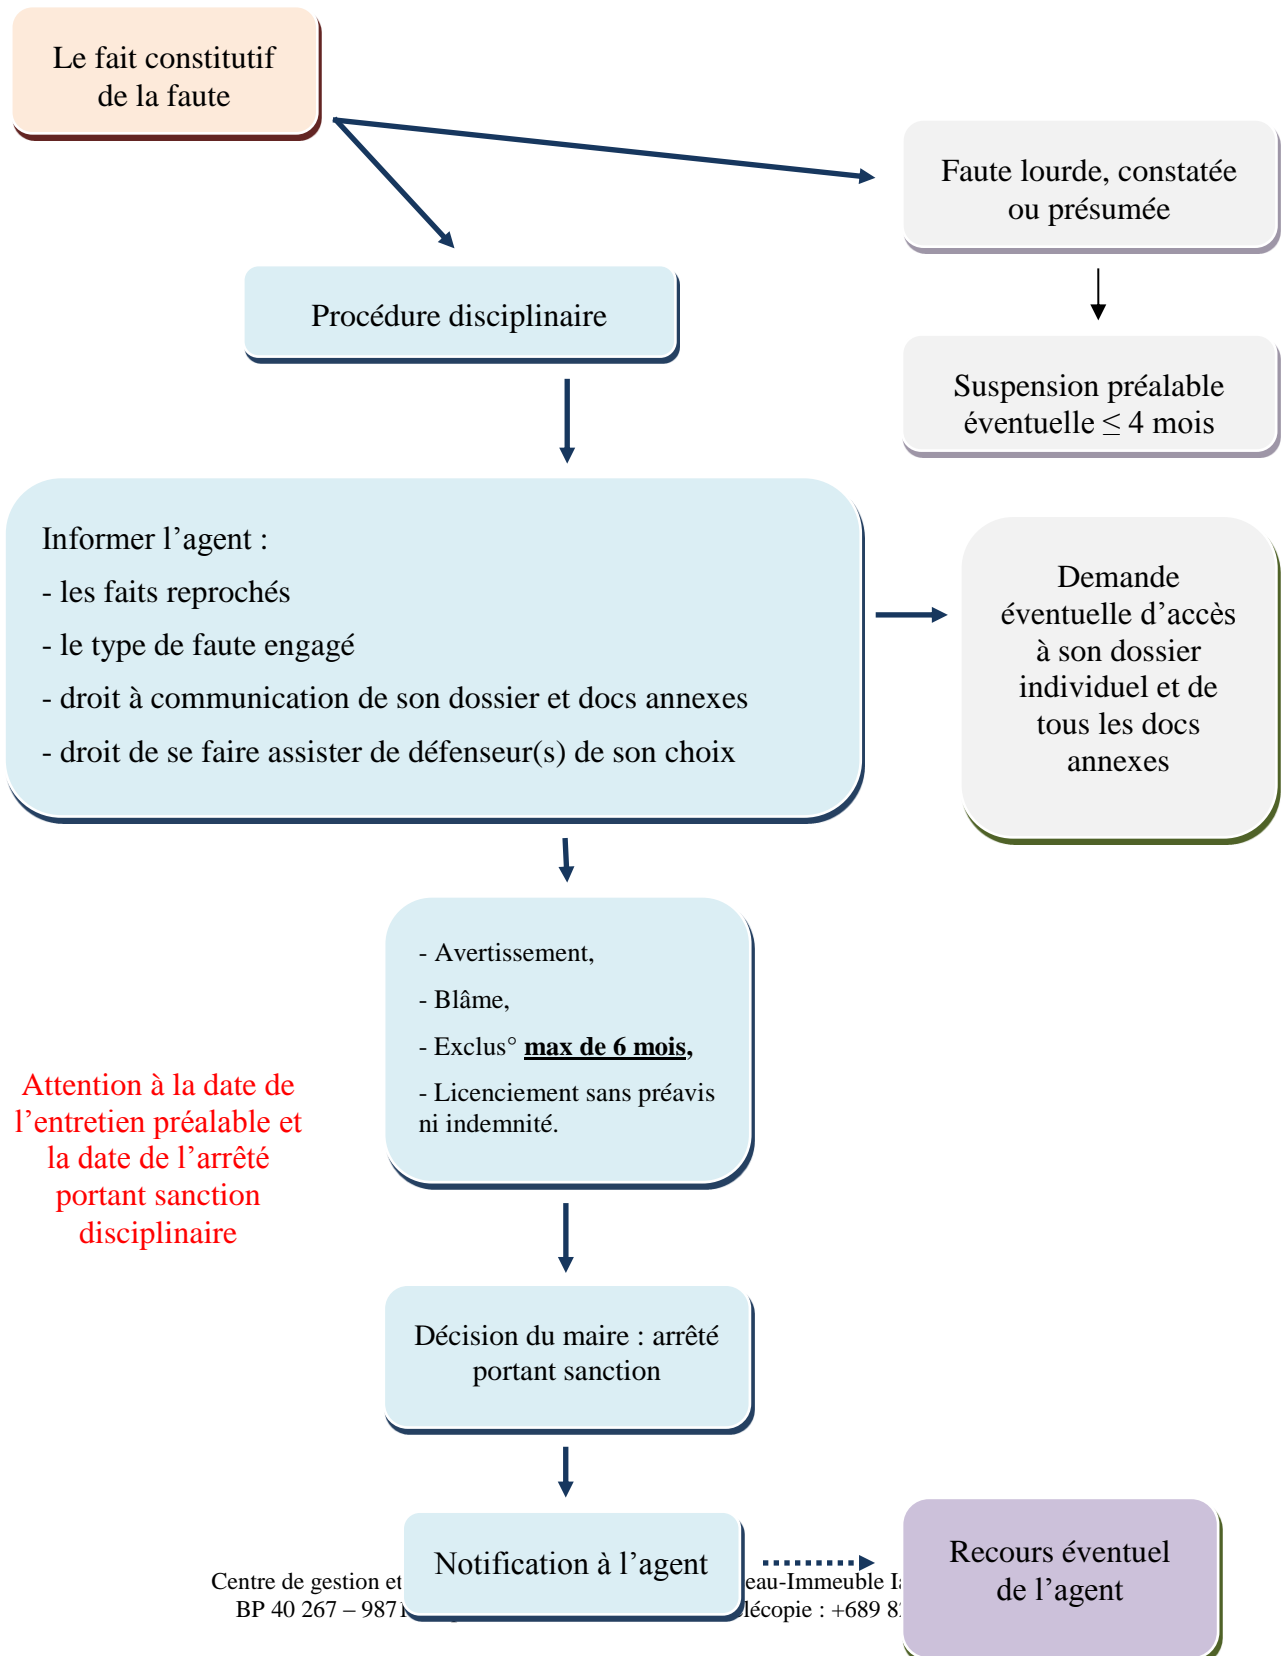 Le fait constitutif
de la faute
Faute lourde, constatée
ou présumée
Procédure disciplinaire
Suspension préalable
éventuelle ≤ 4 mois
Informer l’agent :
- les faits reprochés
- le type de faute engagé
- droit à communication de son dossier et docs annexes
- droit de se faire assister de défenseur(s) de son choix
Demande
éventuelle d’accès
à son dossier
individuel et de
tous les docs
annexes
- Avertissement,
- Blâme,
- Exclus° max de 6 mois,
- Licenciement sans préavis
ni indemnité.
Attention à la date de
l’entretien préalable et
la date de l’arrêté
portant sanction
disciplinaire
Décision du maire : arrêté
portant sanction
Notification à l’agent
Recours éventuel
de l’agent
Centre de gestion et
BP 40 267 – 9871
+689 8